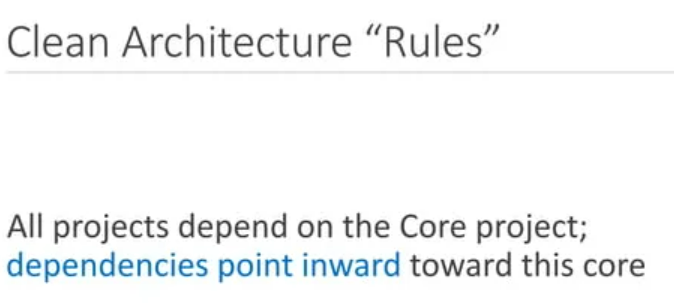 Clean Architecture “Rules”
All projects depend on the Core project;
dependencies point inward toward this core